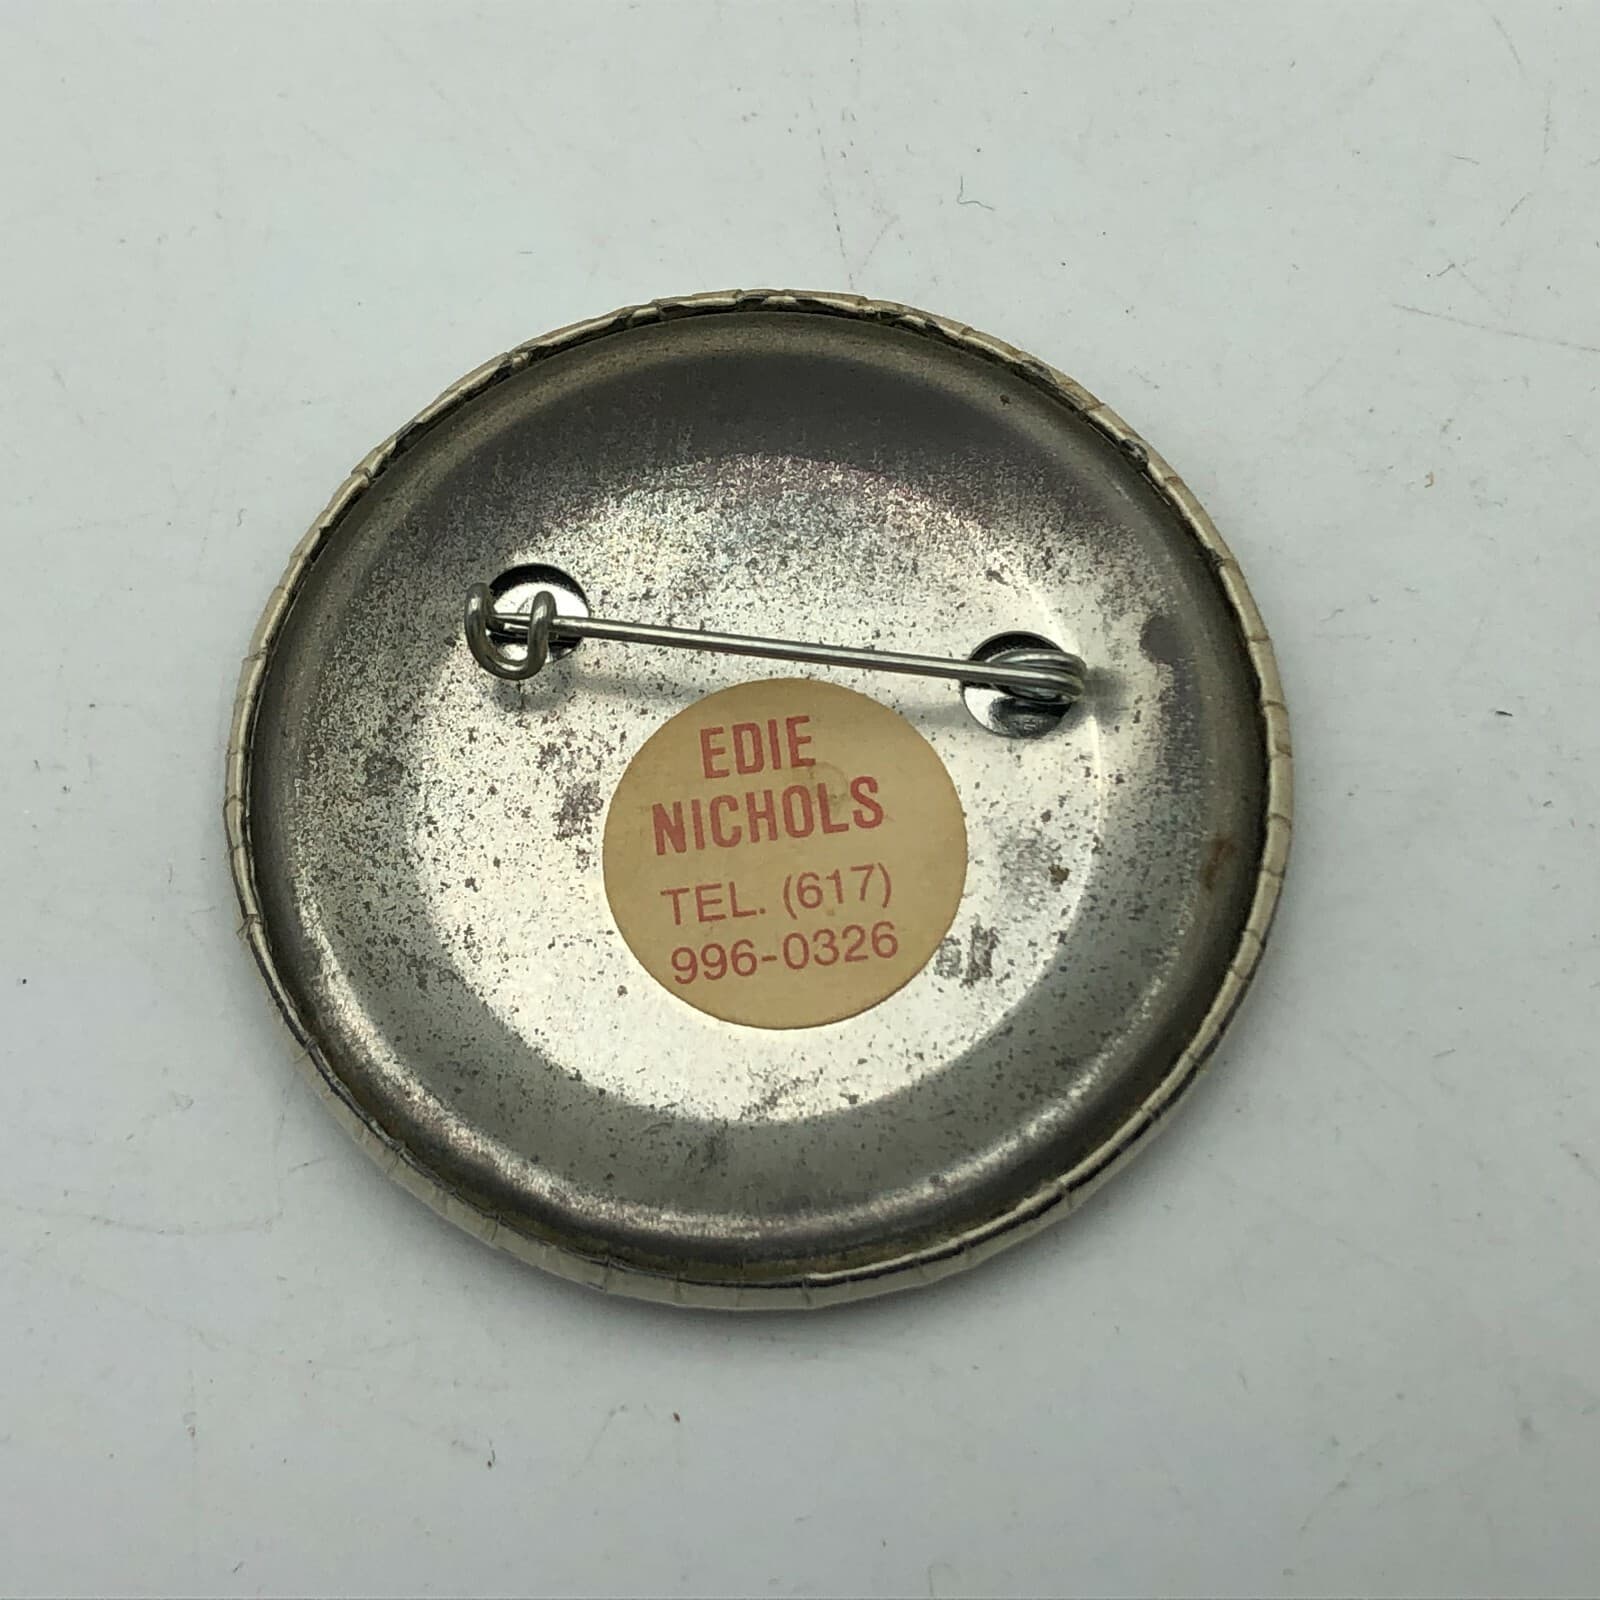 EDIE
NICHOLS
TEL. (617)
996-0326